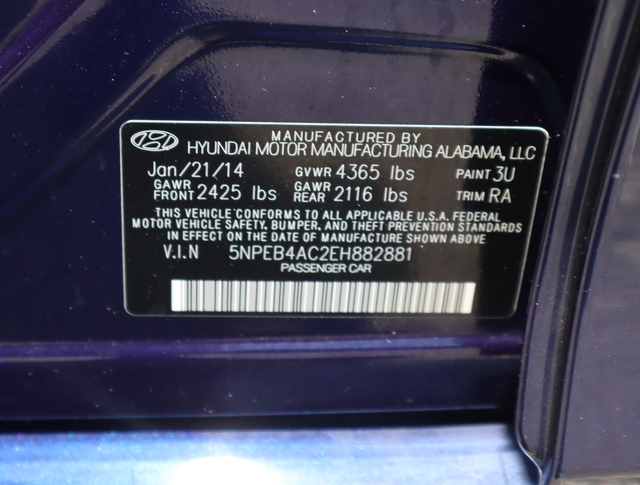 MANUFACTURED BY
HYUNDAI MOTOR MANUFACTURING ALABAMA, LLC
Jan/21/14 GVWR 4365 lbs PAINT 3U
GAWR FRONT 2425 lbs GAWR REAR 2116 lbs TRIM RA
THIS VEHICLE CONFORMS TO ALL APPLICABLE U.S.A. FEDERAL
MOTOR VEHICLE SAFETY, BUMPER, AND THEFT PREVENTION STANDARDS
IN EFFECT ON THE DATE OF MANUFACTURE SHOWN ABOVE
V.I.N 5NPEB4AC2EH882881
PASSENGER CAR